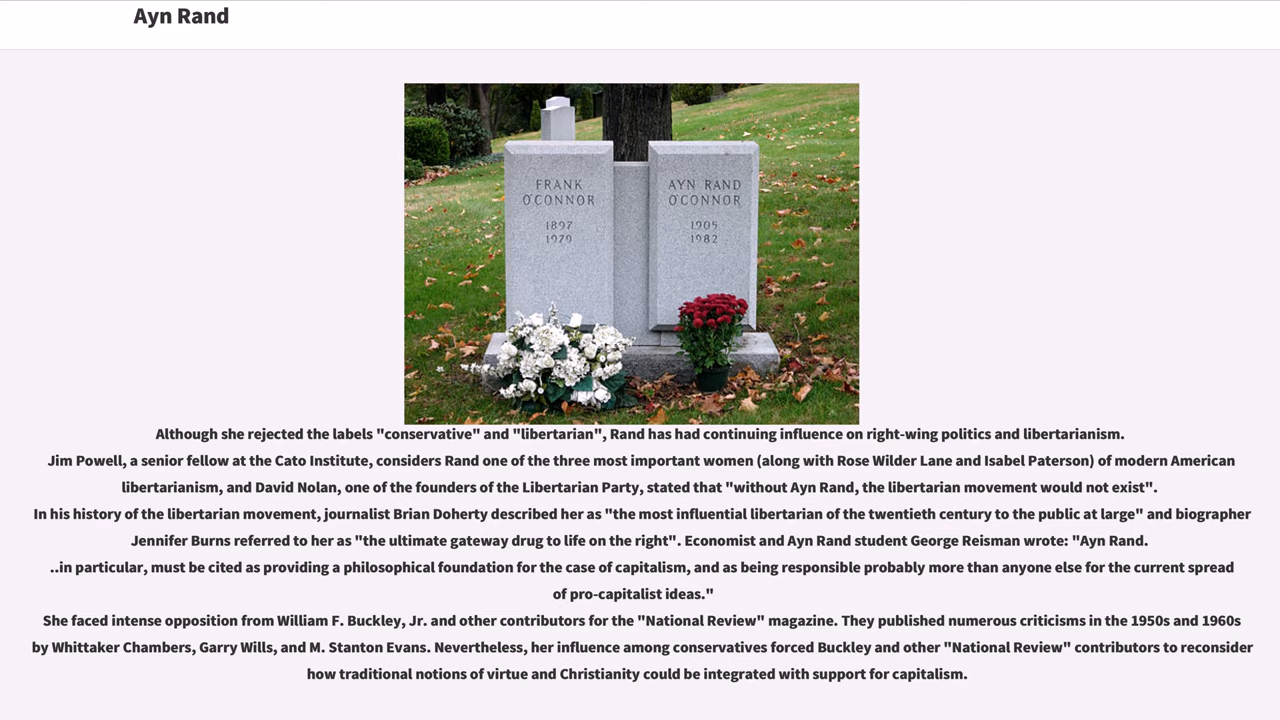 Ayn Rand
FRANK
O'CONNOR
1897
1979
AYN RAND
O'CONNOR
1905
1982
Although she rejected the labels "conservative" and "libertarian", Rand has had continuing influence on right-wing politics and libertarianism.
Jim Powell, a senior fellow at the Cato Institute, considers Rand one of the three most important women (along with Rose Wilder Lane and Isabel Paterson) of modern American
libertarianism, and David Nolan, one of the founders of the Libertarian Party, stated that "without Ayn Rand, the libertarian movement would not exist".
In his history of the libertarian movement, journalist Brian Doherty described her as "the most influential libertarian of the twentieth century to the public at large" and biographer
Jennifer Burns referred to her as "the ultimate gateway drug to life on the right". Economist and Ayn Rand student George Reisman wrote: "Ayn Rand.
..in particular, must be cited as providing a philosophical foundation for the case of capitalism, and as being responsible probably more than anyone else for the current spread
of pro-capitalist ideas."
She faced intense opposition from William F. Buckley, Jr. and other contributors for the "National Review" magazine. They published numerous criticisms in the 1950s and 1960s
by Whittaker Chambers, Garry Wills, and M. Stanton Evans. Nevertheless, her influence among conservatives forced Buckley and other "National Review" contributors to reconsider
how traditional notions of virtue and Christianity could be integrated with support for capitalism.